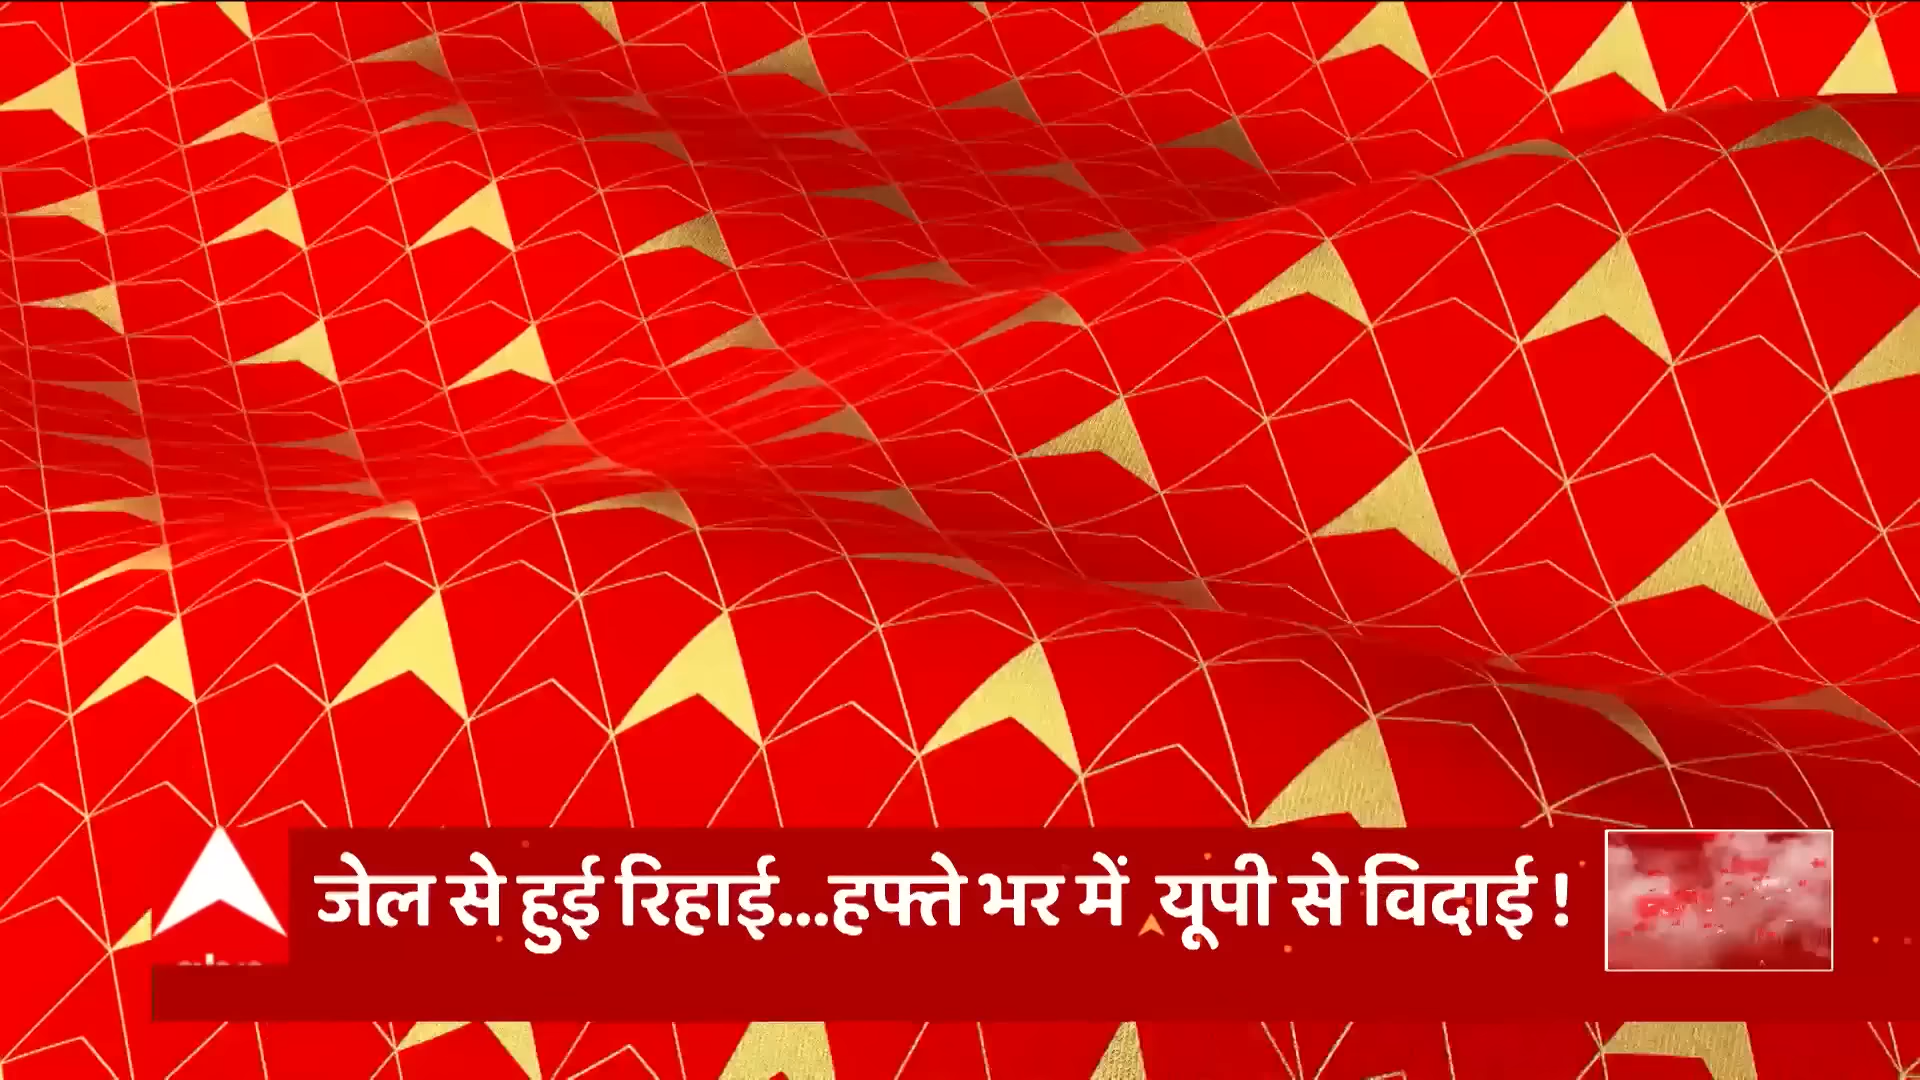 जेल से हुई रिहाई...हफ्ते भर में यूपी से विदाई !